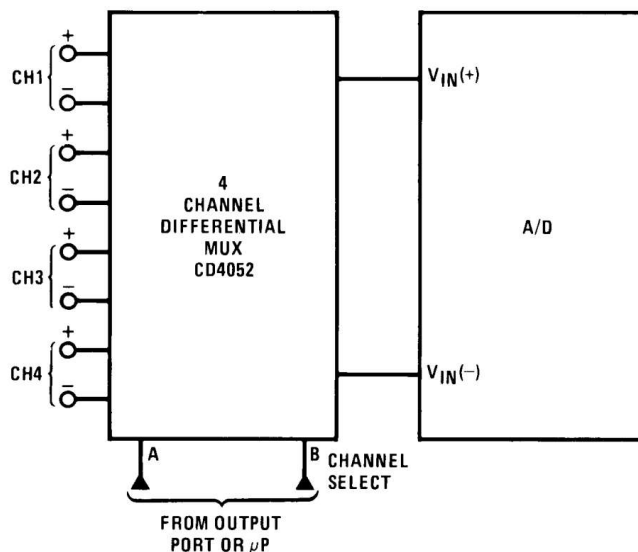 +
CH1
−
+
CH2
−
+
CH3
−
+
CH4
−
4
CHANNEL
DIFFERENTIAL
MUX
CD4052
VIN(+)
A/D
VIN(−)
A
B
CHANNEL
SELECT
FROM OUTPUT
PORT OR μP